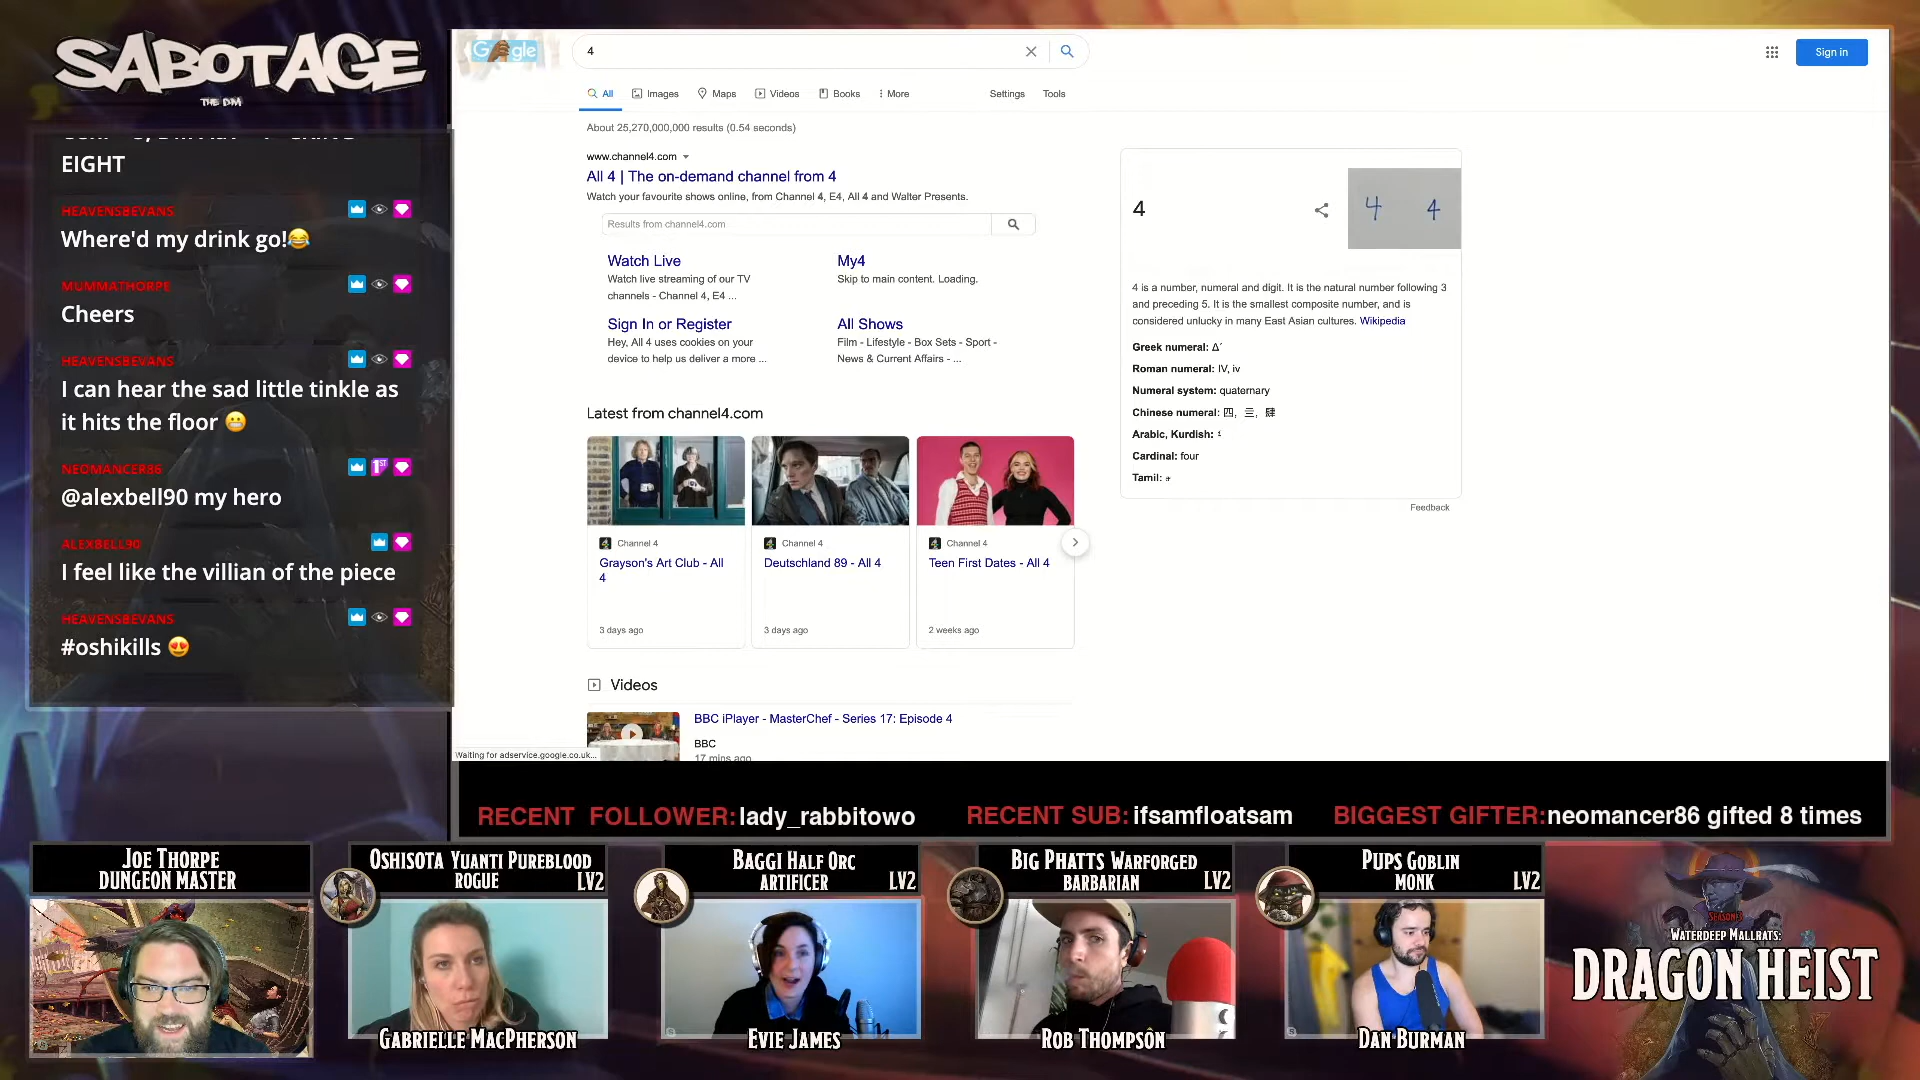 SABOTAGE
THE DM
EIGHT
HEAVENSBEVANS
Where'd my drink go!😂
MUMMATHORPE
Cheers
HEAVENSBEVANS
I can hear the sad little tinkle as
it hits the floor 😬
NEOMANCER86
1ST
@alexbell90 my hero
ALEXBELL90
I feel like the villian of the piece
HEAVENSBEVANS
#oshikills 😍
4
Sign in
All
Images
Maps
Videos
Books
More
Settings
Tools
About 25,270,000,000 results (0.54 seconds)
www.channel4.com
All 4 | The on-demand channel from 4
Watch your favourite shows online, from Channel 4, E4, All 4 and Walter Presents.
Results from channel4.com
Watch Live
Watch live streaming of our TV
channels - Channel 4, E4 ...
My4
Skip to main content. Loading.
Sign In or Register
Hey, All 4 uses cookies on your
device to help us deliver a more ...
All Shows
Film - Lifestyle - Box Sets - Sport -
News & Current Affairs - ...
Latest from channel4.com
Channel 4
Grayson's Art Club - All
4
3 days ago
Channel 4
Deutschland 89 - All 4
3 days ago
Channel 4
Teen First Dates - All 4
2 weeks ago
Videos
BBC iPlayer - MasterChef - Series 17: Episode 4
BBC
17 mins ago
Waiting for adservice.google.co.uk...
4
4 4
4 is a number, numeral and digit. It is the natural number following 3
and preceding 5. It is the smallest composite number, and is
considered unlucky in many East Asian cultures. Wikipedia
Greek numeral: Δ´
Roman numeral: IV, iv
Numeral system: quaternary
Chinese numeral: 四, 亖, 肆
Arabic, Kurdish: ٤
Cardinal: four
Tamil: ௪
Feedback
RECENT FOLLOWER: lady_rabbitowo
RECENT SUB: ifsamfloatsam
BIGGEST GIFTER: neomancer86 gifted 8 times
JOE THORPE
DUNGEON MASTER
OSHISOTA YUANTI PUREBLOOD
ROGUE LV2
GABRIELLE MACPHERSON
BAGGI HALF ORC
ARTIFICER LV2
EVIE JAMES
BIG PHATTS WARFORGED
BARBARIAN LV2
ROB THOMPSON
PUPS GOBLIN
MONK LV2
DAN BURMAN
WATERDEEP MALLRATS:
DRAGON HEIST